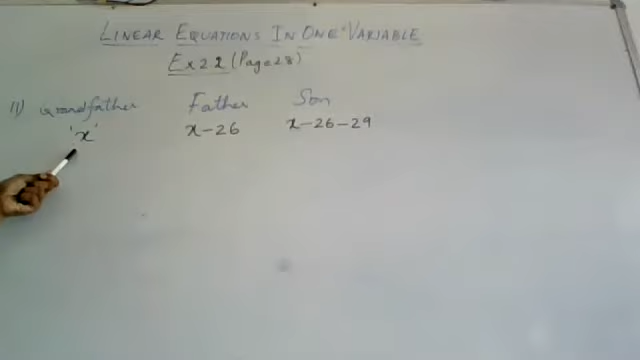 LINEAR EQUATIONS IN ONE VARIABLE
Ex 2.2 (Page 28)
11) Grandfather Father Son
'x' x-26 x-26-29